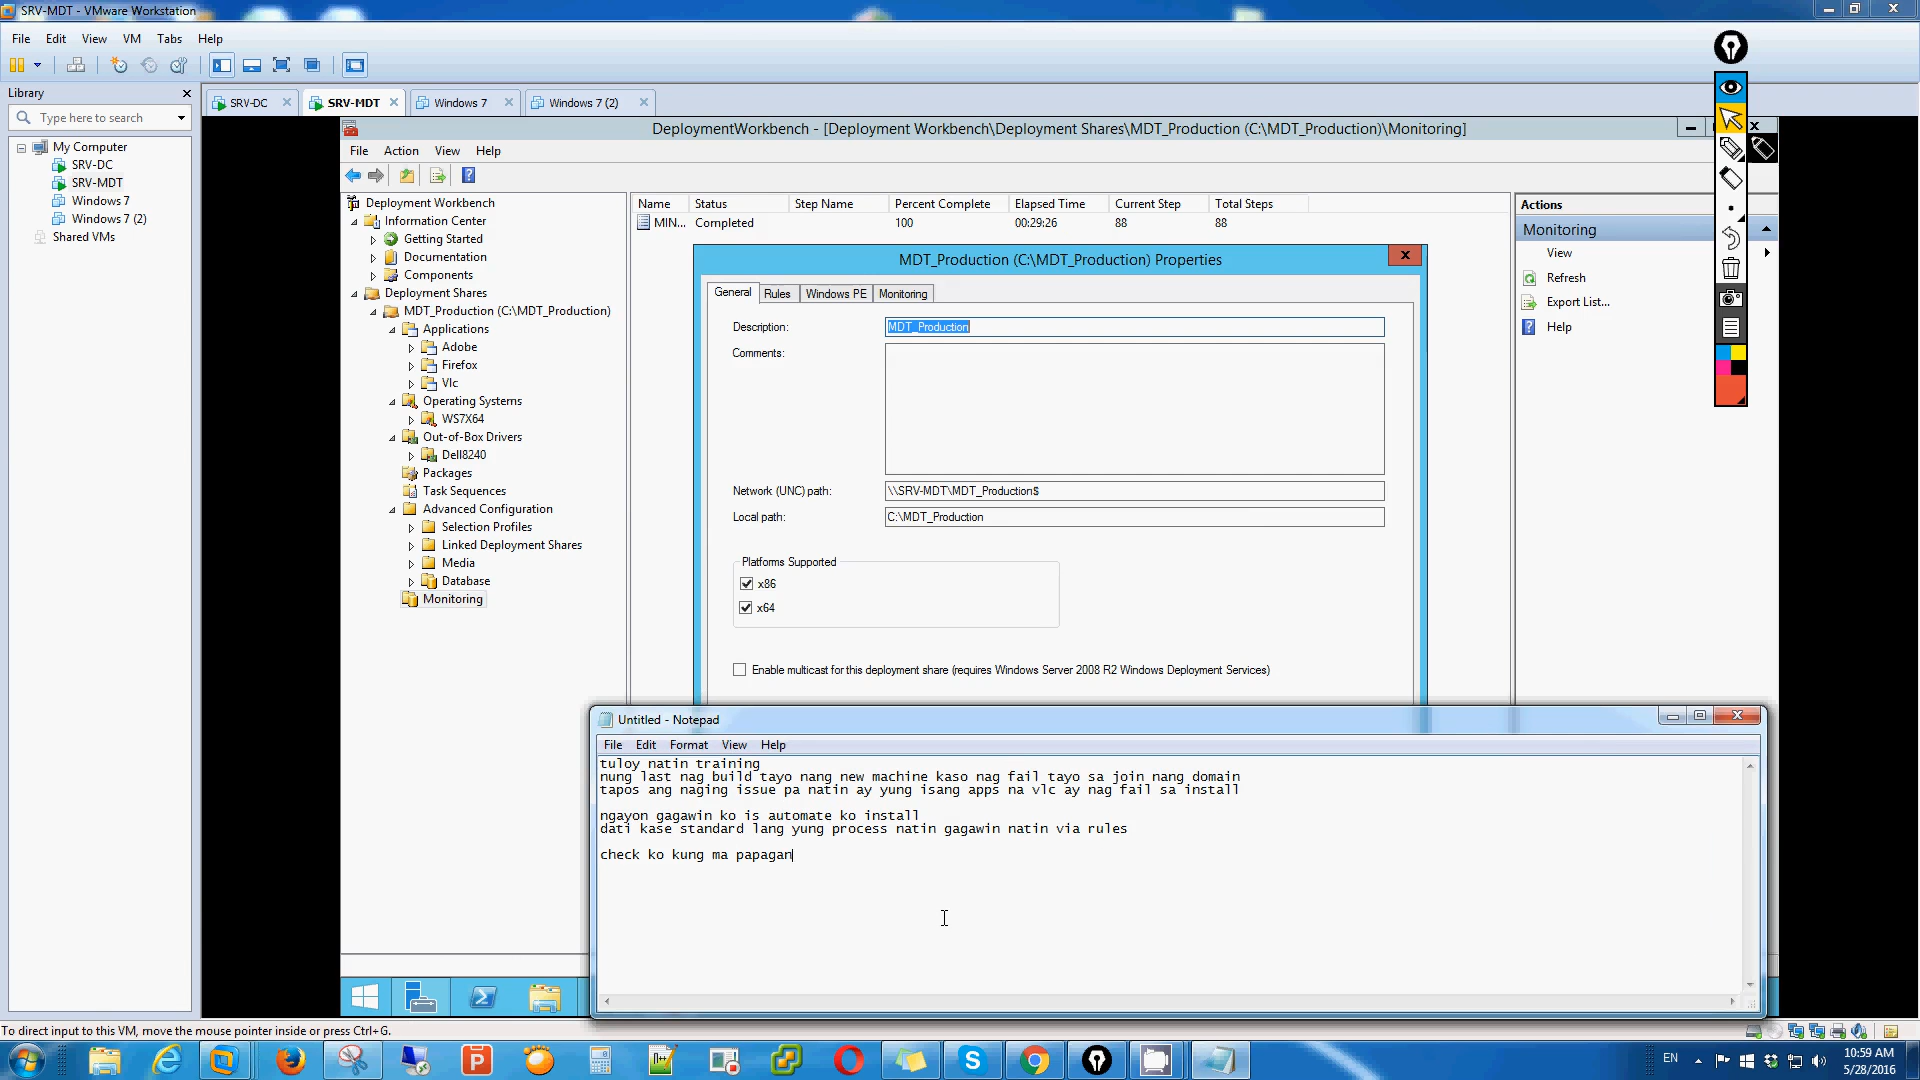 SRV-MDT - VMware Workstation
File Edit View VM Tabs Help
Library
Type here to search
My Computer
SRV-DC
SRV-MDT
Windows 7
Windows 7 (2)
Shared VMs
SRV-DC SRV-MDT Windows 7 Windows 7 (2)
DeploymentWorkbench - [Deployment Workbench\Deployment Shares\MDT_Production (C:\MDT_Production)\Monitoring]
File Action View Help
Deployment Workbench
Information Center
Getting Started
Documentation
Components
Deployment Shares
MDT_Production (C:\MDT_Production)
Applications
Adobe
Firefox
Vlc
Operating Systems
WS7X64
Out-of-Box Drivers
Dell8240
Packages
Task Sequences
Advanced Configuration
Selection Profiles
Linked Deployment Shares
Media
Database
Monitoring
Name Status Step Name Percent Complete Elapsed Time Current Step Total Steps
MIN... Completed 100 00:29:26 88 88
Actions
Monitoring
View
Refresh
Export List...
Help
MDT_Production (C:\MDT_Production) Properties
General Rules Windows PE Monitoring
Description: MDT_Production
Comments:
Network (UNC) path: \\SRV-MDT\MDT_Production$
Local path: C:\MDT_Production
Platforms Supported
x86
x64
Enable multicast for this deployment share (requires Windows Server 2008 R2 Windows Deployment Services)
Untitled - Notepad
File Edit Format View Help
tuloy natin training
nung last nag build tayo nang new machine kaso nag fail tayo sa join nang domain
tapos ang naging issue pa natin ay yung isang apps na vlc ay nag fail sa install
ngayon gagawin ko is automate ko install
dati kase standard lang yung process natin gagawin natin via rules
check ko kung ma papagan
To direct input to this VM, move the mouse pointer inside or press Ctrl+G.
EN
10:59 AM
5/28/2016